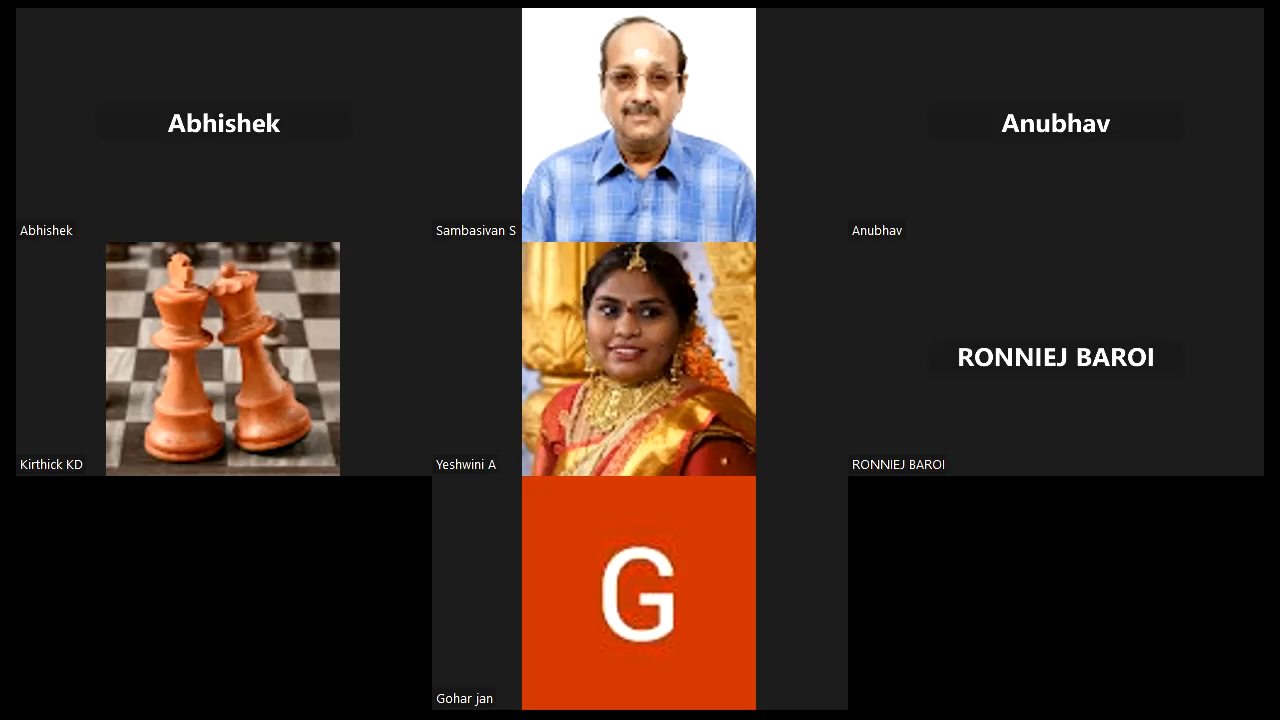 Abhishek
Anubhav
Abhishek
Sambasivan S
Anubhav
RONNIEJ BAROI
Kirthick KD
Yeshwini A
RONNIEJ BAROI
G
Gohar jan